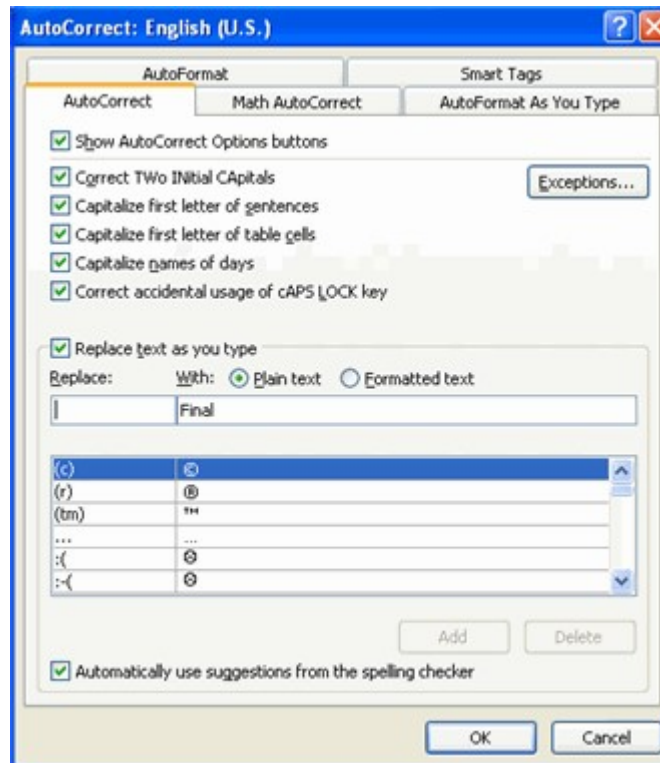 AutoCorrect: English (U.S.)
AutoFormat Smart Tags
AutoCorrect Math AutoCorrect AutoFormat As You Type
Show AutoCorrect Options buttons
Correct TWo INitial CApitals Exceptions...
Capitalize first letter of sentences
Capitalize first letter of table cells
Capitalize names of days
Correct accidental usage of cAPS LOCK key
Replace text as you type
Replace: With: Plain text Formatted text
Final
(c) ©
(r) ®
(tm) ™
... ...
:( ☹
:-( ☹
Add Delete
Automatically use suggestions from the spelling checker
OK Cancel